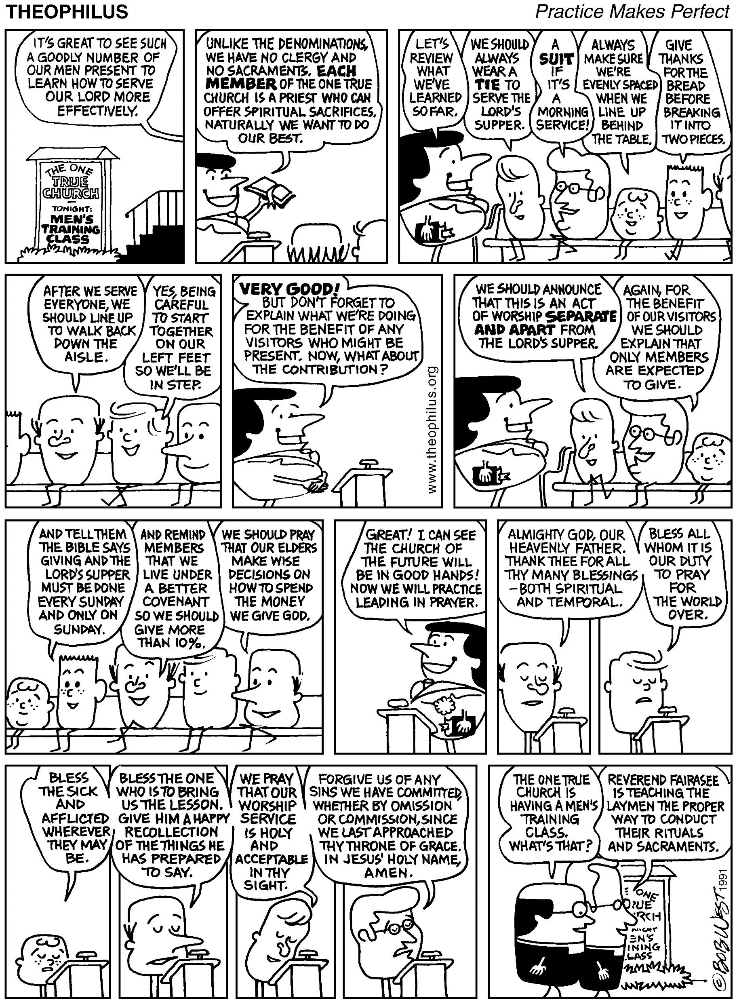 THEOPHILUS
Practice Makes Perfect
IT'S GREAT TO SEE SUCH
A GOODLY NUMBER OF
OUR MEN PRESENT TO
LEARN HOW TO SERVE
OUR LORD MORE
EFFECTIVELY.
THE ONE
TRUE
CHURCH
TONIGHT:
MEN'S
TRAINING
CLASS
UNLIKE THE DENOMINATIONS,
WE HAVE NO CLERGY AND
NO SACRAMENTS. EACH
MEMBER OF THE ONE TRUE
CHURCH IS A PRIEST WHO CAN
OFFER SPIRITUAL SACRIFICES.
NATURALLY WE WANT TO DO
OUR BEST.
LET'S
REVIEW
WHAT
WE'VE
LEARNED
SO FAR.
WE SHOULD
ALWAYS
WEAR A
TIE TO
SERVE THE
LORD'S
SUPPER.
A
SUIT
IF
IT'S
A
MORNING
SERVICE!
ALWAYS
MAKE SURE
WE'RE
EVENLY SPACED
WHEN WE
LINE UP
BEHIND
THE TABLE.
GIVE
THANKS
FOR THE
BREAD
BEFORE
BREAKING
IT INTO
TWO PIECES.
AFTER WE SERVE
EVERYONE, WE
SHOULD LINE UP
TO WALK BACK
DOWN THE
AISLE.
YES, BEING
CAREFUL
TO START
TOGETHER
ON OUR
LEFT FEET
SO WE'LL BE
IN STEP.
VERY GOOD!
BUT DON'T FORGET TO
EXPLAIN WHAT WE'RE DOING
FOR THE BENEFIT OF ANY
VISITORS WHO MIGHT BE
PRESENT. NOW, WHAT ABOUT
THE CONTRIBUTION?
www.theophilus.org
WE SHOULD ANNOUNCE
THAT THIS IS AN ACT
OF WORSHIP SEPARATE
AND APART FROM
THE LORD'S SUPPER.
AGAIN, FOR
THE BENEFIT
OF OUR VISITORS
WE SHOULD
EXPLAIN THAT
ONLY MEMBERS
ARE EXPECTED
TO GIVE.
AND TELL THEM
THE BIBLE SAYS
GIVING AND THE
LORD'S SUPPER
MUST BE DONE
EVERY SUNDAY
AND ONLY ON
SUNDAY.
AND REMIND
MEMBERS
THAT WE
LIVE UNDER
A BETTER
COVENANT
SO WE SHOULD
GIVE MORE
THAN 10%.
WE SHOULD PRAY
THAT OUR ELDERS
MAKE WISE
DECISIONS ON
HOW TO SPEND
THE MONEY
WE GIVE GOD.
GREAT! I CAN SEE
THE CHURCH OF
THE FUTURE WILL
BE IN GOOD HANDS!
NOW WE WILL PRACTICE
LEADING IN PRAYER.
ALMIGHTY GOD, OUR
HEAVENLY FATHER.
THANK THEE FOR ALL
THY MANY BLESSINGS
—BOTH SPIRITUAL
AND TEMPORAL.
BLESS ALL
WHOM IT IS
OUR DUTY
TO PRAY
FOR
THE WORLD
OVER.
BLESS
THE SICK
AND
AFFLICTED
WHEREVER
THEY MAY
BE.
BLESS THE ONE
WHO IS TO BRING
US THE LESSON.
GIVE HIM A HAPPY
RECOLLECTION
OF THE THINGS HE
HAS PREPARED
TO SAY.
WE PRAY
THAT OUR
WORSHIP
SERVICE
IS HOLY
AND
ACCEPTABLE
IN THY
SIGHT.
FORGIVE US OF ANY
SINS WE HAVE COMMITTED,
WHETHER BY OMISSION
OR COMMISSION, SINCE
WE LAST APPROACHED
THY THRONE OF GRACE.
IN JESUS' HOLY NAME,
AMEN.
THE ONE TRUE
CHURCH IS
HAVING A MEN'S
TRAINING
CLASS.
WHAT'S THAT?
REVEREND FAIRASEE
IS TEACHING THE
LAYMEN THE PROPER
WAY TO CONDUCT
THEIR RITUALS
AND SACRAMENTS.
ONE
RUE
RCH
NIGHT
EN'S
INING
LASS
©BOB WEST 1991